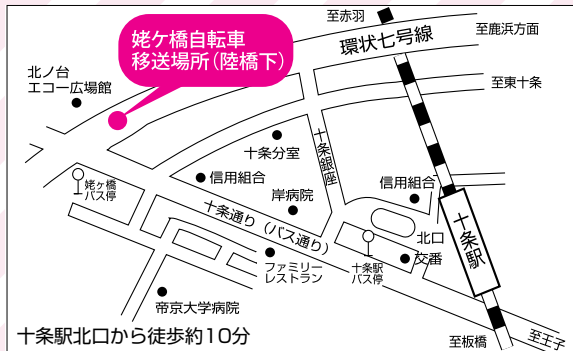 至赤羽
至鹿浜方面
環状七号線
姥ケ橋自転車
移送場所(陸橋下)
北ノ台
エコー広場館
至東十条
十条分室
十条銀座
信用組合
信用組合
姥ケ橋
バス停
岸病院
十条通り(バス通り)
北口
交番
十条駅
ファミリー
レストラン
十条駅
バス停
帝京大学病院
十条駅北口から徒歩約10分
至板橋
至王子